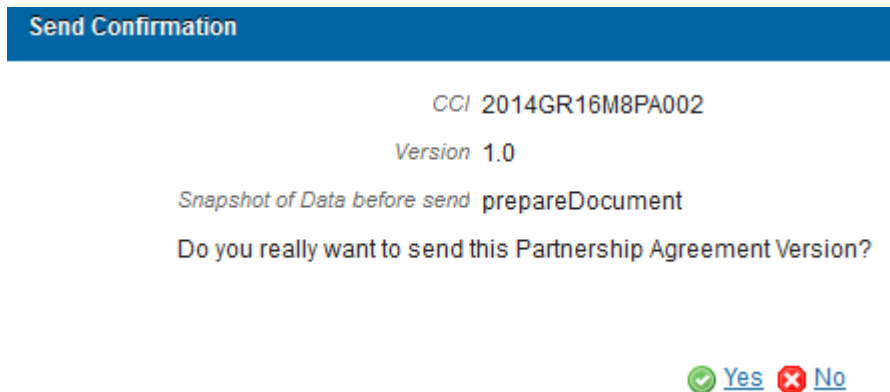 Send Confirmation
CCI 2014GR16M8PA002
Version 1.0
Snapshot of Data before send prepareDocument
Do you really want to send this Partnership Agreement Version?
Yes No